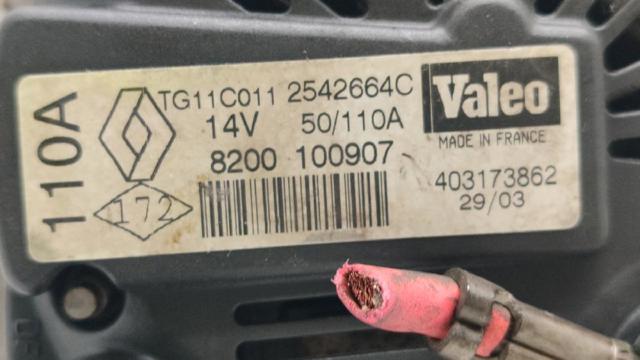 110A
TG11C011 2542664C
14V 50/110A
8200 100907
172
Valeo
MADE IN FRANCE
403173862
29/03